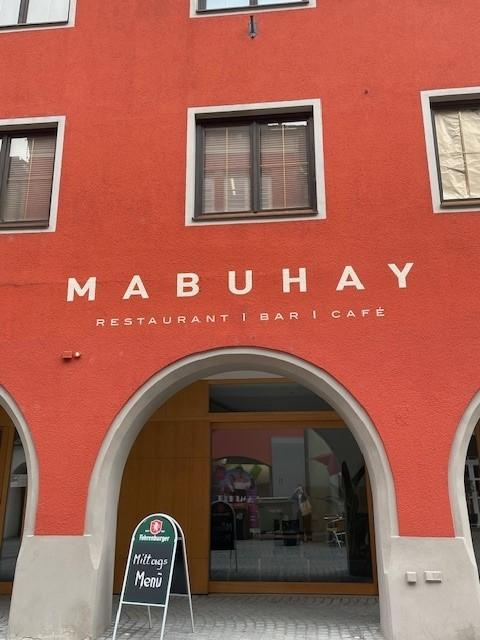 MABUHAY
RESTAURANT | BAR | CAFÉ
Fohrenburger
Mittags
Menü